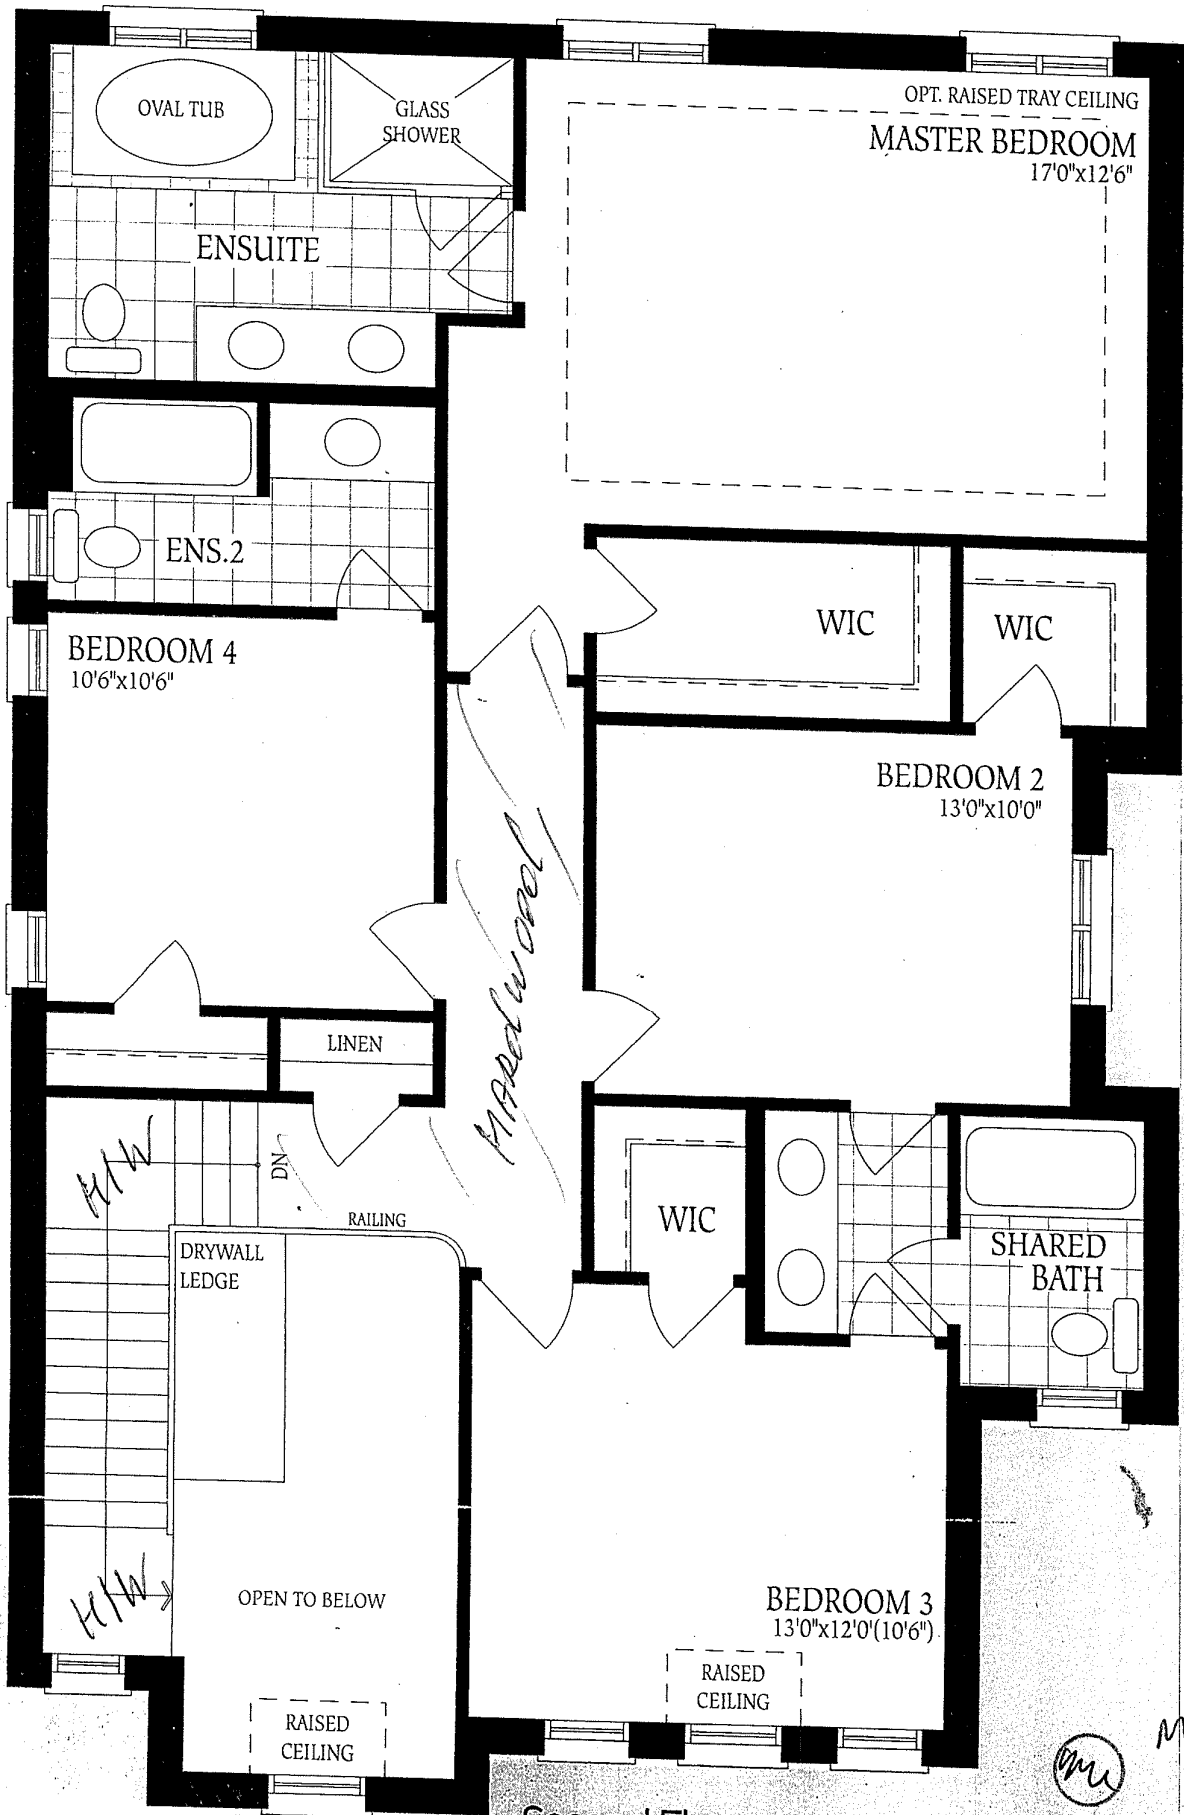 OVAL TUB
GLASS
SHOWER
OPT. RAISED TRAY CEILING
MASTER BEDROOM
17'0"x12'6"
ENSUITE
ENS.2
WIC
WIC
BEDROOM 4
10'6"x10'6"
BEDROOM 2
13'0"x10'0"
HARdwood
LINEN
H/W
DN
RAILING
DRYWALL
LEDGE
WIC
SHARED
BATH
H/W
OPEN TO BELOW
BEDROOM 3
13'0"x12'0"(10'6")
RAISED
CEILING
RAISED
CEILING